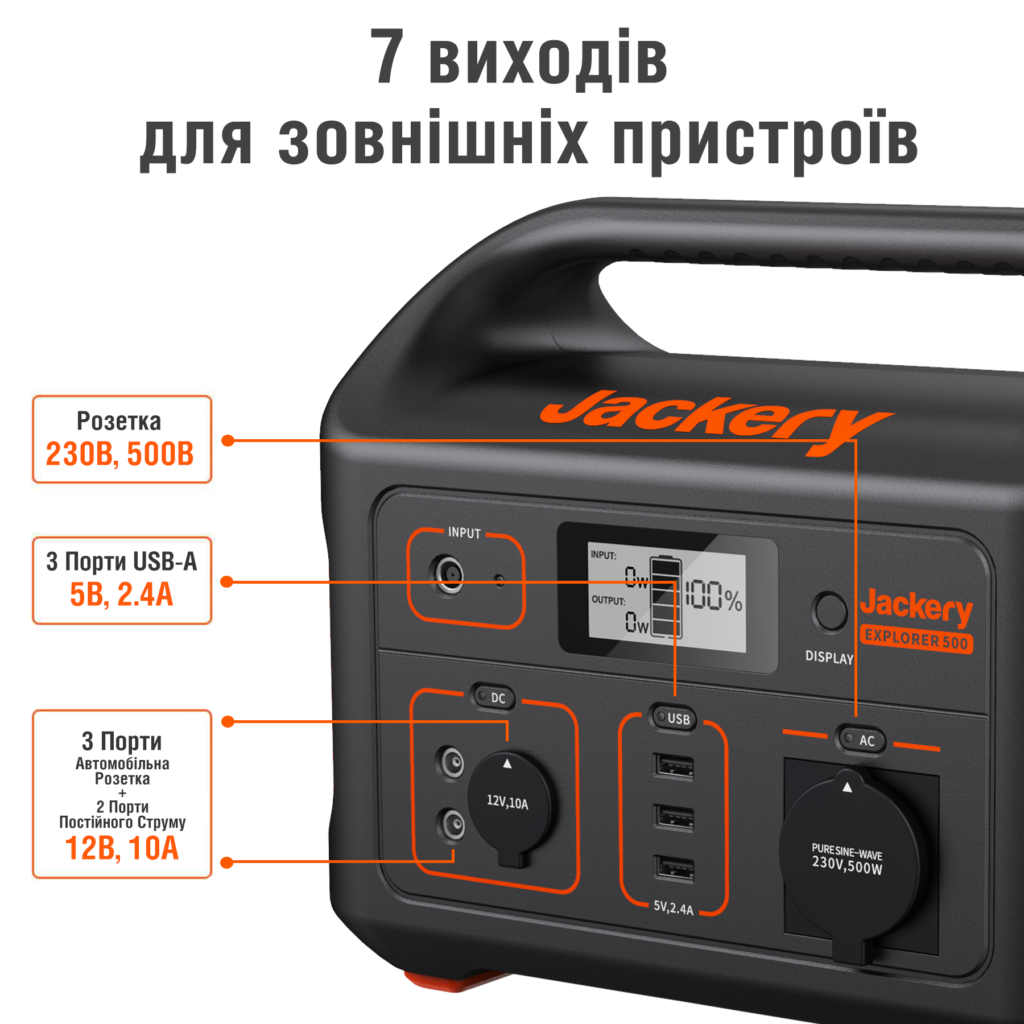 7 виходів
для зовнішніх пристроїв
Jackery
Розетка
230В, 500В
3 Порти USB-A
5В, 2.4А
3 Порти
Автомобільна
Розетка
+
2 Порти
Постійного Струму
12В, 10А
INPUT
INPUT:
0W
OUTPUT:
0W
100%
DISPLAY
Jackery
EXPLORER 500
DC
12V,10A
USB
5V,2.4A
AC
PURE SINE-WAVE
230V,500W